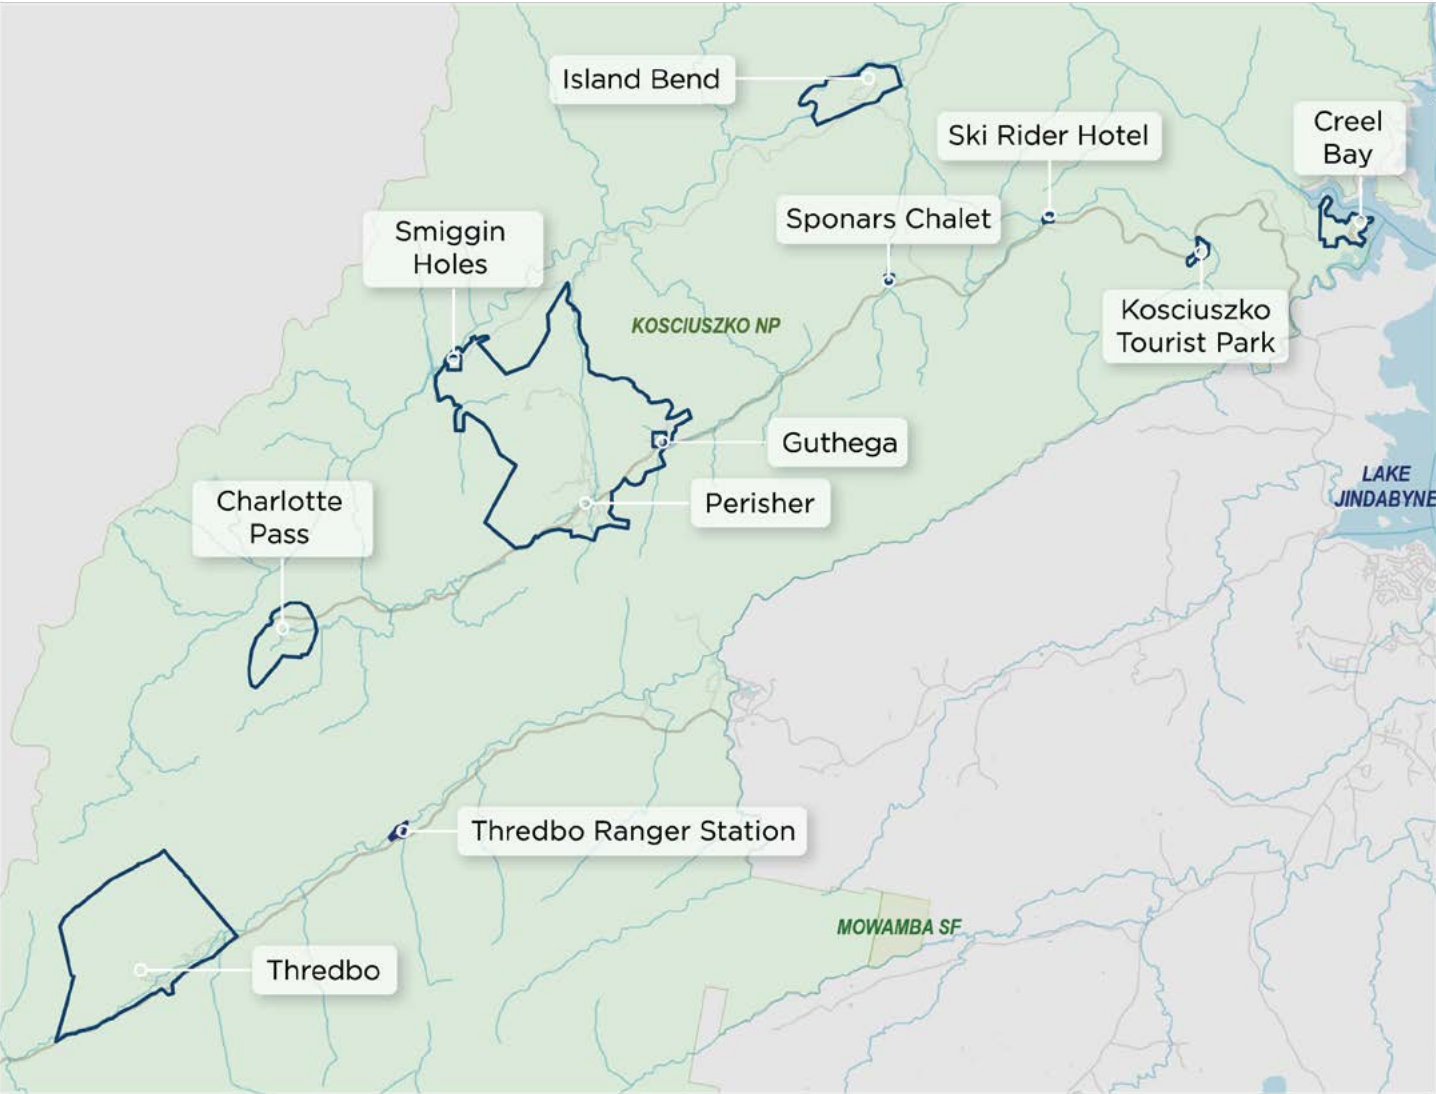 Island Bend
Ski Rider Hotel
Creel
Bay
Sponars Chalet
Smiggin
Holes
KOSCIUSZKO NP
Kosciuszko
Tourist Park
Guthega
LAKE
JINDABYNE
Charlotte
Pass
Perisher
Thredbo Ranger Station
MOWAMBA SF
Thredbo